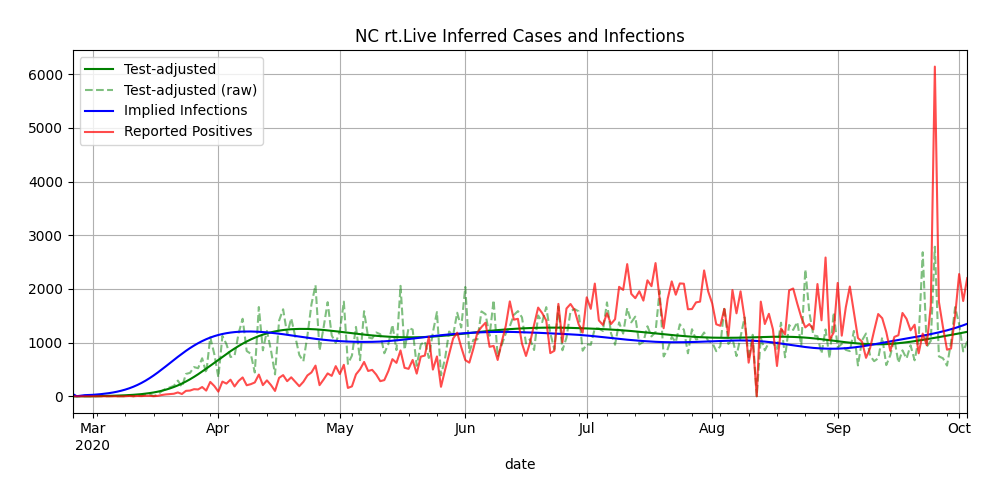 NC rt.Live Inferred Cases and Infections
Test-adjusted
Test-adjusted (raw)
Implied Infections
Reported Positives
6000
5000
4000
3000
2000
1000
0
Mar Apr May Jun Jul Aug Sep Oct
2020
date